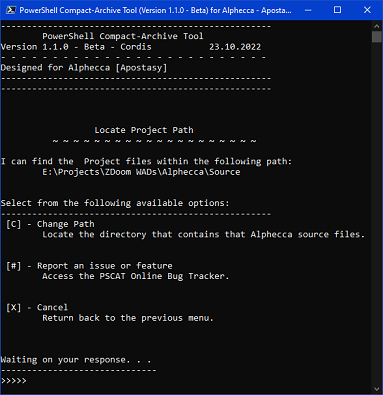 PowerShell Compact-Archive Tool (Version 1.1.0 - Beta) for Alphecca - Aposta...
---------------------------------------------------
PowerShell Compact-Archive Tool
Version 1.1.0 - Beta - Cordis 23.10.2022
- - - - - - - - - - - - - - - - - - - - - - - - - -
Designed for Alphecca [Apostasy]
---------------------------------------------------
---------------------------------------------------
Locate Project Path
~ ~ ~ ~ ~ ~ ~ ~ ~ ~ ~ ~ ~ ~ ~ ~ ~ ~ ~ ~
I can find the  Project files within the following path:
E:\Projects\ZDoom WADs\Alphecca\Source
Select from the following available options:
---------------------------------------------------
[C] - Change Path
Locate the directory that contains that Alphecca source files.
[#] - Report an issue or feature
Access the PSCAT Online Bug Tracker.
[X] - Cancel
Return back to the previous menu.
Waiting on your response. . .
-----------------------------
>>>>>